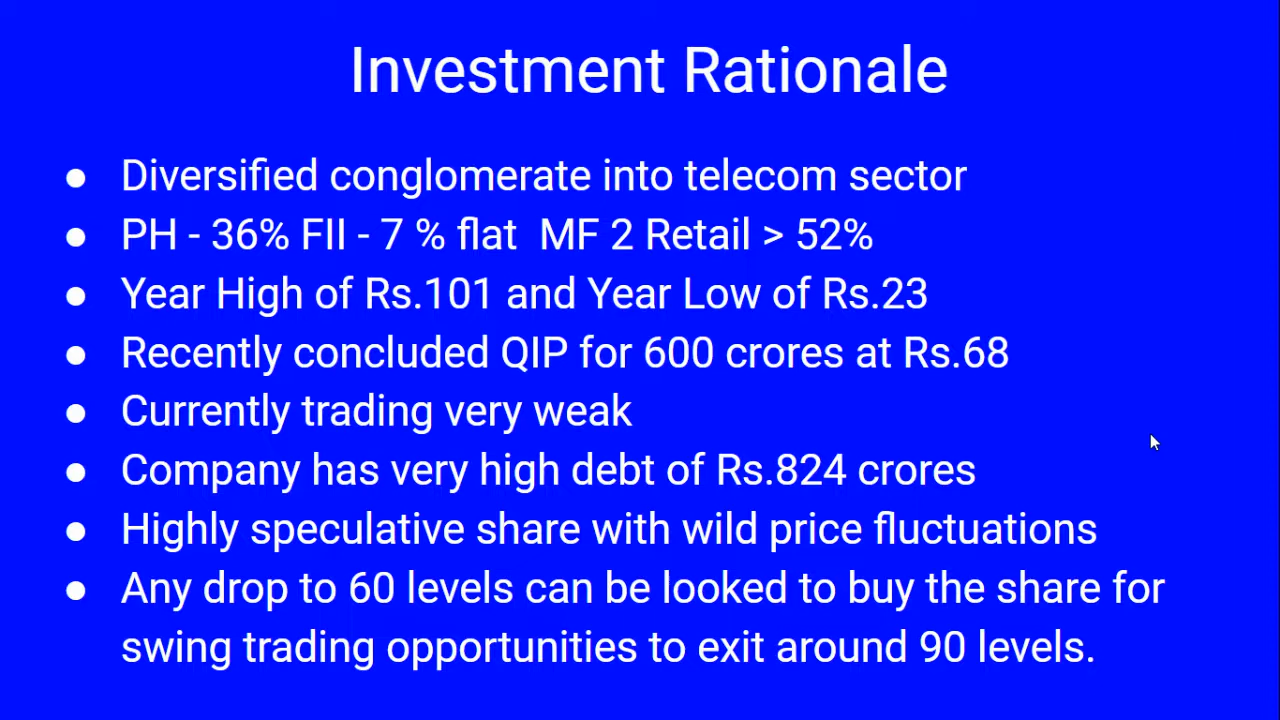 Investment Rationale
● Diversified conglomerate into telecom sector
● PH - 36% FII - 7 % flat  MF 2 Retail > 52%
● Year High of Rs.101 and Year Low of Rs.23
● Recently concluded QIP for 600 crores at Rs.68
● Currently trading very weak
● Company has very high debt of Rs.824 crores
● Highly speculative share with wild price fluctuations
● Any drop to 60 levels can be looked to buy the share for
swing trading opportunities to exit around 90 levels.